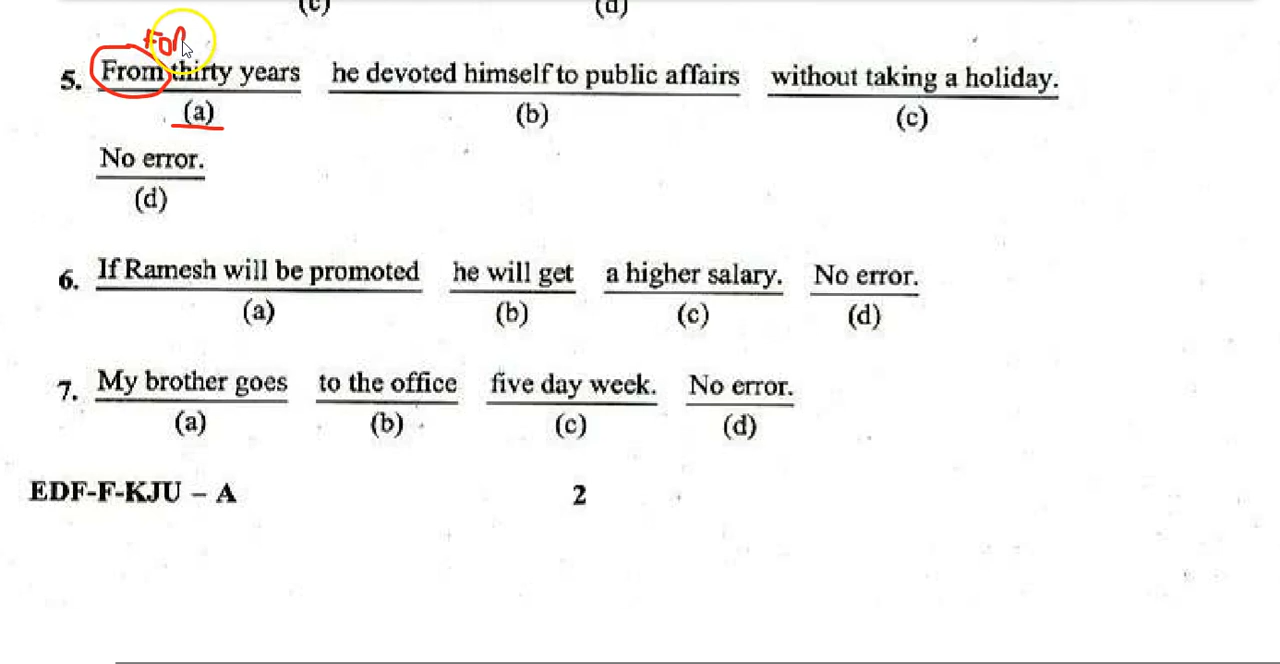 (c) (d)
For
5. From thirty years he devoted himself to public affairs without taking a holiday.
(a) (b) (c)
No error.
(d)
6. If Ramesh will be promoted he will get a higher salary. No error.
(a) (b) (c) (d)
7. My brother goes to the office five day week. No error.
(a) (b) (c) (d)
EDF-F-KJU – A 2